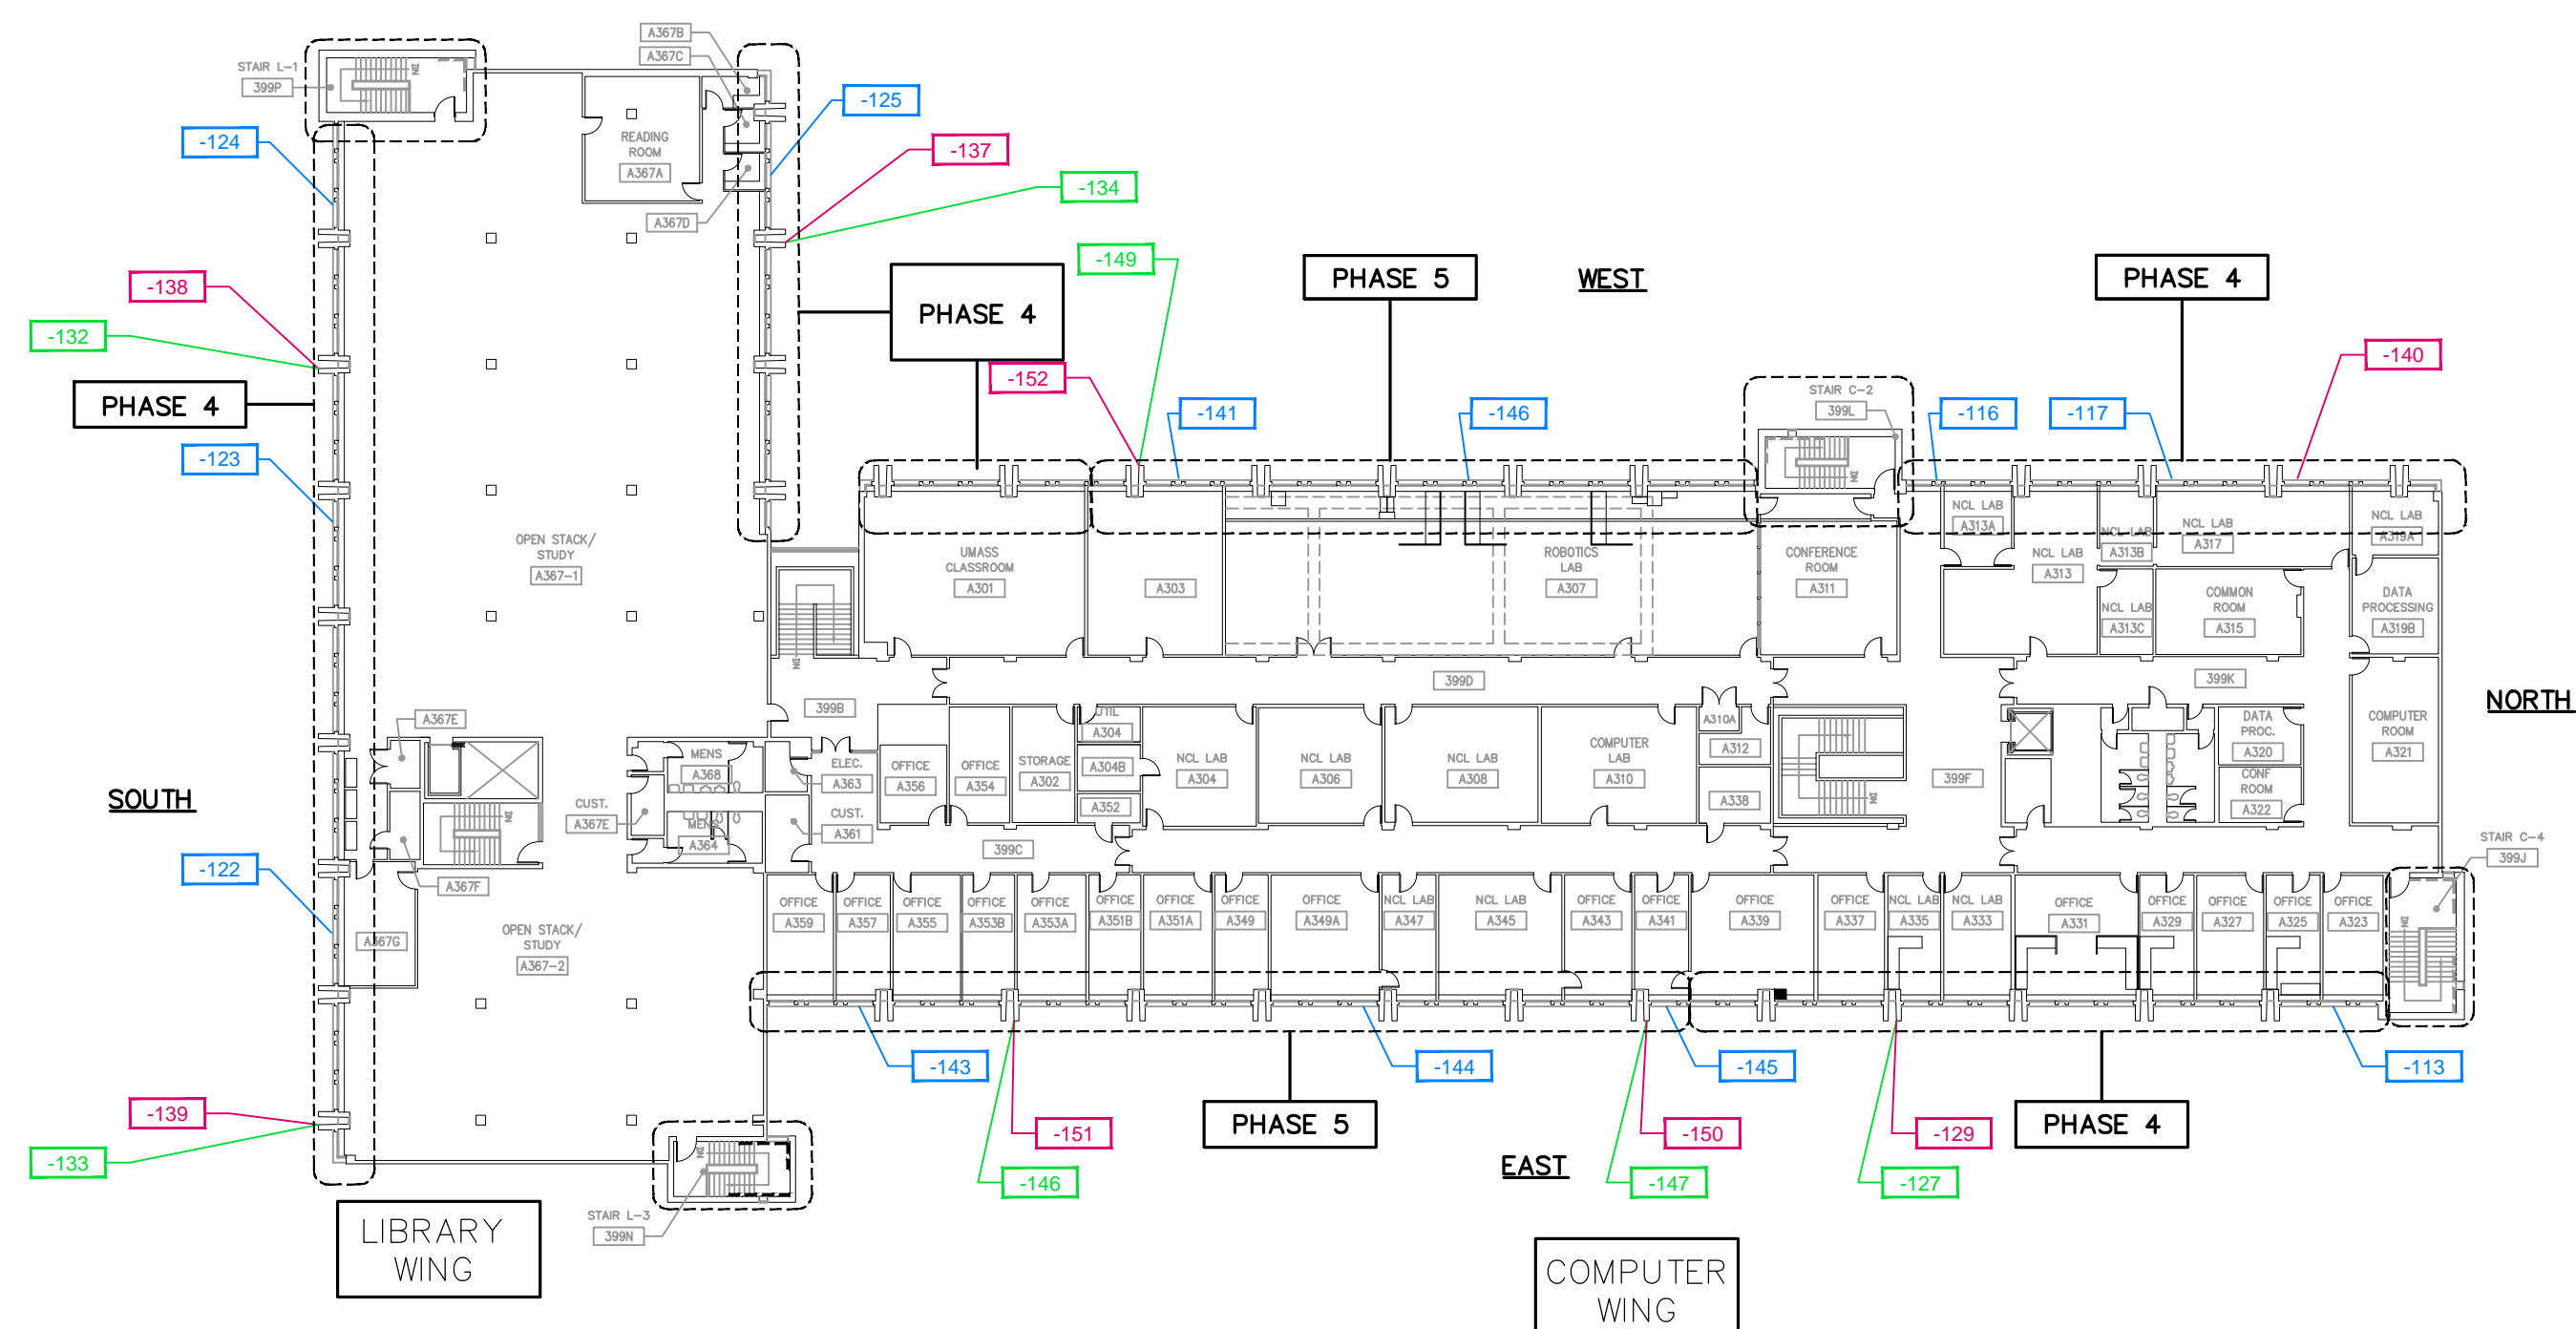 A367B
A367C
STAIR L-1
399P
-125
-124
READING
ROOM
A367A
-137
-134
A367D
-149
-138
PHASE 4
PHASE 5
WEST
PHASE 4
-132
-152
-140
PHASE 4
-141
-146
STAIR C-2
399L
-116
-117
-123
OPEN STACK/
STUDY
A367-1
UMASS
CLASSROOM
A301
A303
ROBOTICS
LAB
A307
CONFERENCE
ROOM
A311
NCL LAB
A313A
NCL LAB
A313
NCL LAB
A313B
NCL LAB
A317
NCL LAB
A319A
NCL LAB
A313C
COMMON
ROOM
A315
DATA
PROCESSING
A319B
DN
DN
DN
399B
399D
399K
NORTH
A367E
MENS
A368
ELEC.
A363
OFFICE
A356
OFFICE
A354
STORAGE
A302
UTIL
A304
A304B
A352
NCL LAB
A304
NCL LAB
A306
NCL LAB
A308
COMPUTER
LAB
A310
A310A
A312
A338
399F
DATA
PROC.
A320
CONF
ROOM
A322
COMPUTER
ROOM
A321
SOUTH
CUST.
A367E
MENS
A364
CUST.
A361
DN
DN
399C
STAIR C-4
399J
-122
A367F
A367G
OPEN STACK/
STUDY
A367-2
OFFICE
A359
OFFICE
A357
OFFICE
A355
OFFICE
A353B
OFFICE
A353A
OFFICE
A351B
OFFICE
A351A
OFFICE
A349
OFFICE
A349A
NCL LAB
A347
NCL LAB
A345
OFFICE
A343
OFFICE
A341
OFFICE
A339
OFFICE
A337
NCL LAB
A335
NCL LAB
A333
OFFICE
A331
OFFICE
A329
OFFICE
A327
OFFICE
A325
OFFICE
A323
DN
-143
-144
-145
-113
-139
-151
PHASE 5
-150
-129
PHASE 4
-133
DN
-146
EAST
-147
-127
STAIR L-3
399N
LIBRARY
WING
COMPUTER
WING